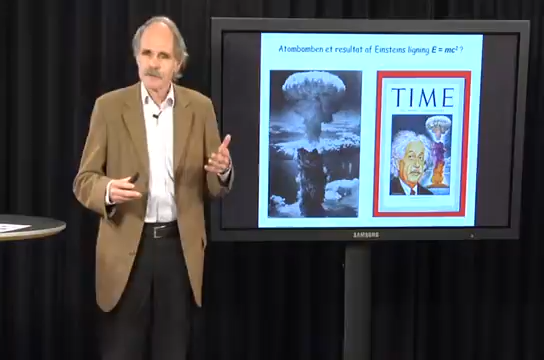 Atombomben et resultat af Einsteins ligning E = mc² ?
TIME
SAMSUNG